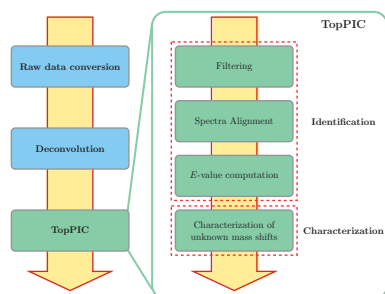 TopPIC
Raw data conversion
Deconvolution
TopPIC
Filtering
Spectra Alignment
E-value computation
Identification
Characterization of
unknown mass shifts
Characterization